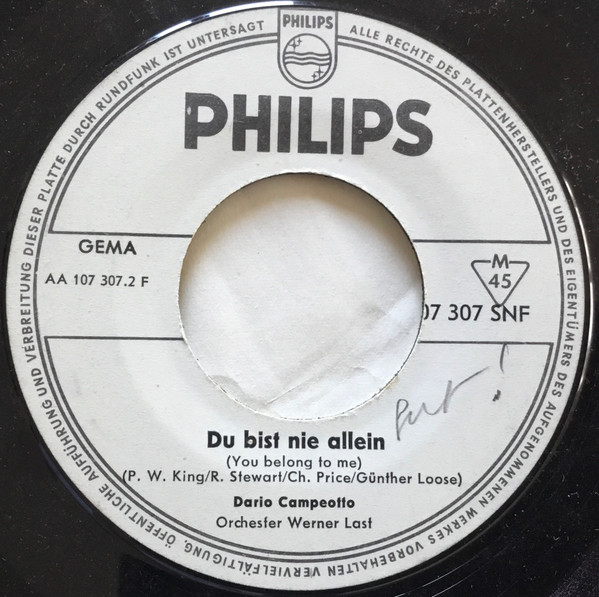 PHILIPS
PHILIPS
GEMA
AA 107 307.2 F
M
45
07 307 SNF
Du bist nie allein
(You belong to me)
(P. W. King/R. Stewart/Ch. Price/Günther Loose)
Dario Campeotto
Orchester Werner Last
ALLE RECHTE DES PLATTENHERSTELLERS UND DES EIGENTÜMERS DES AUFGENOMMENEN WERKES VORBEHALTEN VERVIELFÄLTIGUNG, ÖFFENTLICHE AUFFÜHRUNG UND VERBREITUNG DIESER PLATTE DURCH RUNDFUNK IST UNTERSAGT